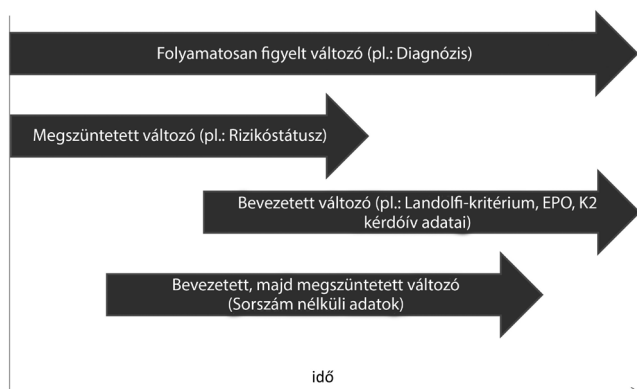 Folyamatosan figyelt változó (pl.: Diagnózis)
Megszüntetett változó (pl.: Rizikóstátusz)
Bevezetett változó (pl.: Landolfi-kritérium, EPO, K2
kérdóív adatai)
Bevezetett, majd megszüntetett változó
(Sorszám nélküli adatok)
idő